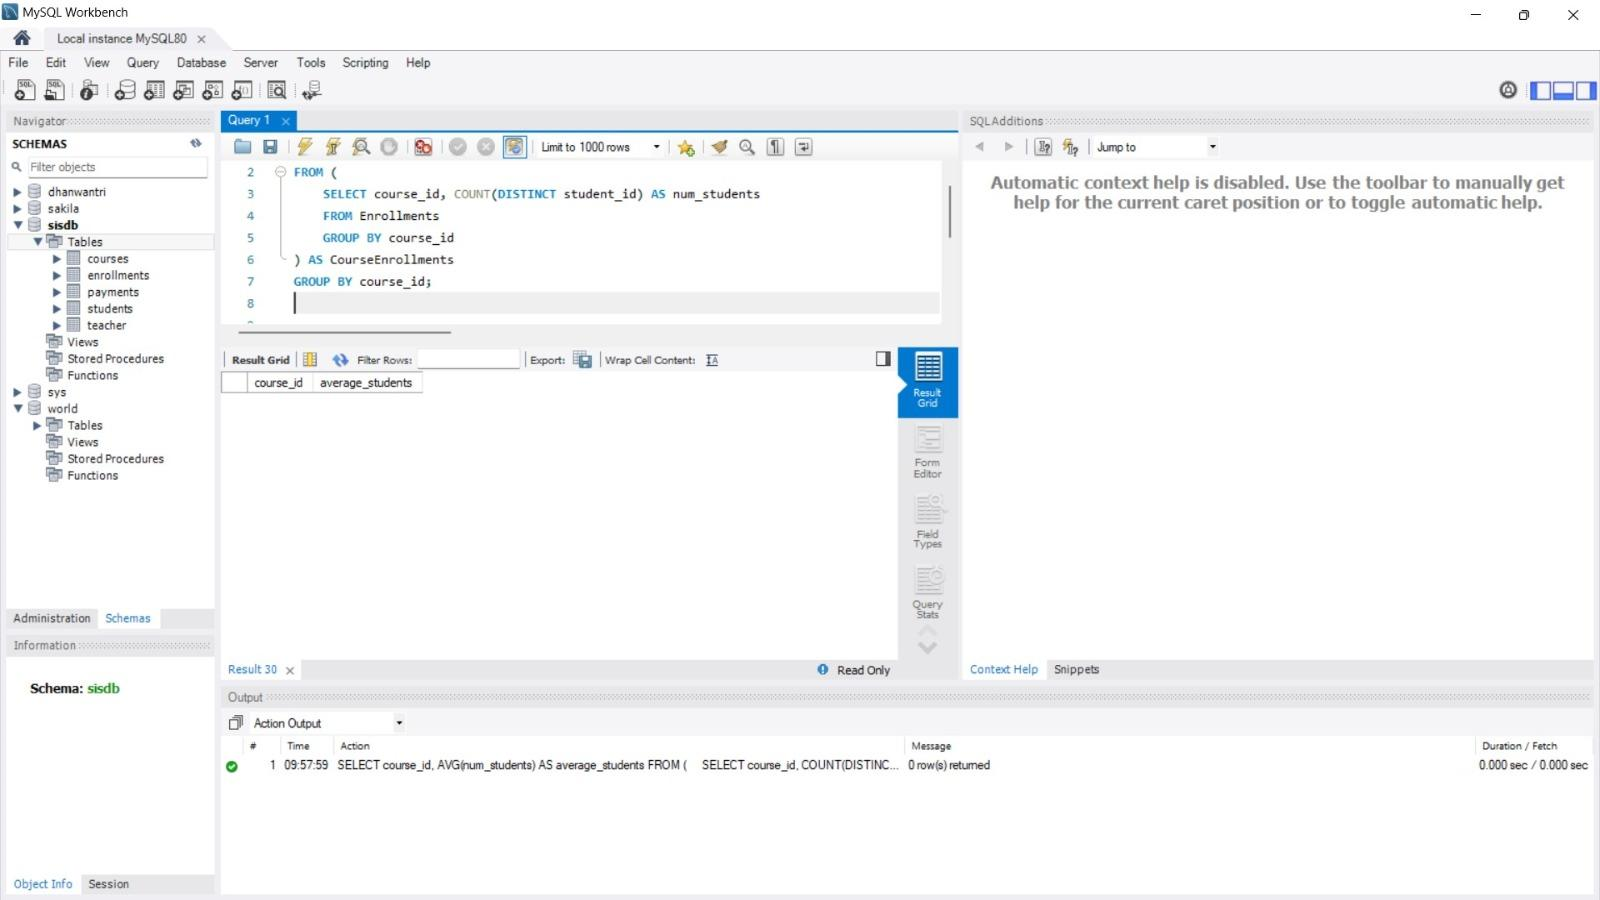 MySQL Workbench
Local instance MySQL80
File Edit View Query Database Server Tools Scripting Help
Navigator
SCHEMAS
Filter objects
dhanwantri
sakila
sisdb
Tables
courses
enrollments
payments
students
teacher
Views
Stored Procedures
Functions
sys
world
Tables
Views
Stored Procedures
Functions
Administration Schemas
Information
Schema: sisdb
Object Info Session
Query 1
Limit to 1000 rows
2 FROM (
3 SELECT course_id, COUNT(DISTINCT student_id) AS num_students
4 FROM Enrollments
5 GROUP BY course_id
6 ) AS CourseEnrollments
7 GROUP BY course_id;
8
Result Grid Filter Rows: Export: Wrap Cell Content:
course_id average_students
Result Grid
Form Editor
Field Types
Query Stats
Result 30 Read Only
SQLAdditions
Jump to
Automatic context help is disabled. Use the toolbar to manually get
help for the current caret position or to toggle automatic help.
Context Help Snippets
Output
Action Output
# Time Action Message Duration / Fetch
1 09:57:59 SELECT course_id, AVG(num_students) AS average_students FROM ( SELECT course_id, COUNT(DISTINC... 0 row(s) returned 0.000 sec / 0.000 sec